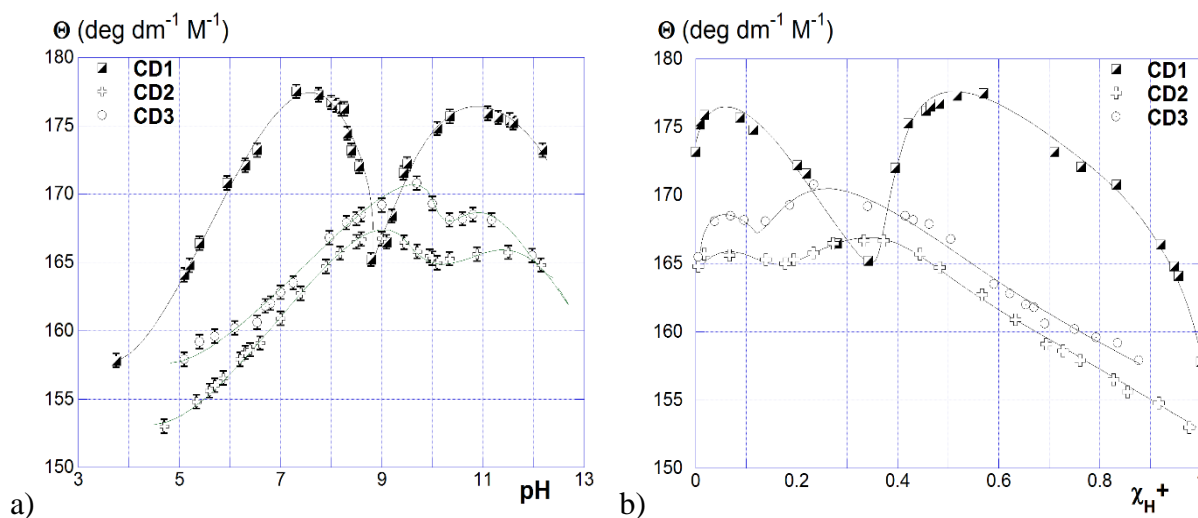 Θ (deg dm⁻¹ M⁻¹)
180
175
170
165
160
155
150
CD1
CD2
CD3
3 5 7 9 11 13
pH
a)
Θ (deg dm⁻¹ M⁻¹)
180
175
170
165
160
155
150
CD1
CD2
CD3
0 0.2 0.4 0.6 0.8 1
χH+
b)